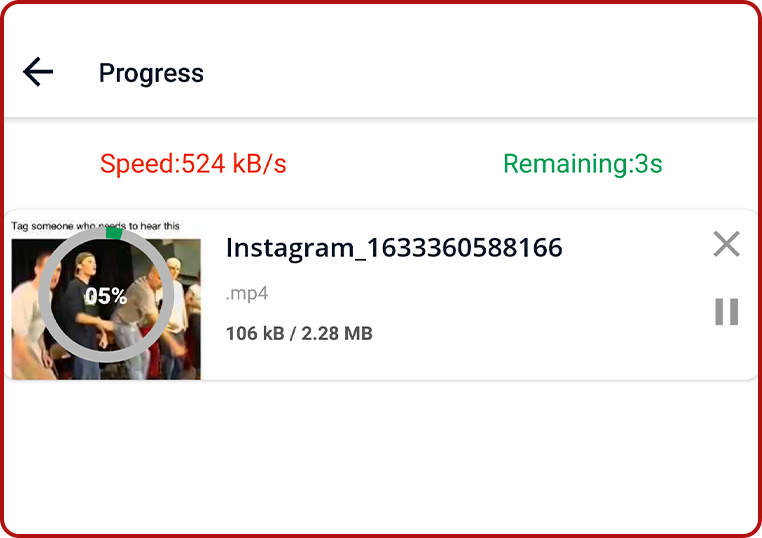 Progress
Speed:524 kB/s
Remaining:3s
Tag someone who needs to hear this
Instagram_1633360588166
05%
.mp4
106 kB / 2.28 MB